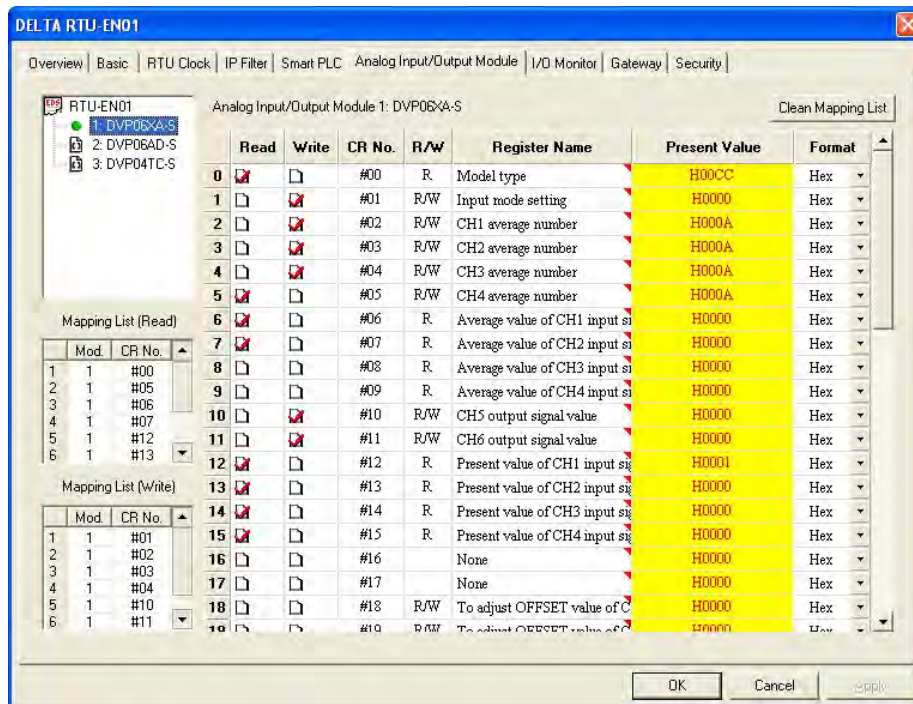 DELTA RTU-EN01
Overview Basic RTU Clock IP Filter Smart PLC Analog Input/Output Module I/O Monitor Gateway Security
RTU-EN01
1: DVP06XA-S
2: DVP06AD-S
3: DVP04TC-S
Mapping List (Read)
Mod. CR No.
1 1 #00
2 1 #05
3 1 #06
4 1 #07
5 1 #12
6 1 #13
Mapping List (Write)
Mod. CR No.
1 1 #01
2 1 #02
3 1 #03
4 1 #04
5 1 #10
6 1 #11
Analog Input/Output Module 1: DVP06XA-S
Clean Mapping List
Read Write CR No. R/W Register Name Present Value Format
0 #00 R Model type H00CC Hex
1 #01 R/W Input mode setting H0000 Hex
2 #02 R/W CH1 average number H000A Hex
3 #03 R/W CH2 average number H000A Hex
4 #04 R/W CH3 average number H000A Hex
5 #05 R/W CH4 average number H000A Hex
6 #06 R Average value of CH1 input si H0000 Hex
7 #07 R Average value of CH2 input si H0000 Hex
8 #08 R Average value of CH3 input si H0000 Hex
9 #09 R Average value of CH4 input si H0000 Hex
10 #10 R/W CH5 output signal value H0000 Hex
11 #11 R/W CH6 output signal value H0000 Hex
12 #12 R Present value of CH1 input sig H0001 Hex
13 #13 R Present value of CH2 input sig H0000 Hex
14 #14 R Present value of CH3 input sig H0000 Hex
15 #15 R Present value of CH4 input sig H0000 Hex
16 #16 None H0000 Hex
17 #17 None H0000 Hex
18 #18 R/W To adjust OFFSET value of C H0000 Hex
19 #19 R/W To adjust OFFSET value of C H0000 Hex
OK Cancel Apply